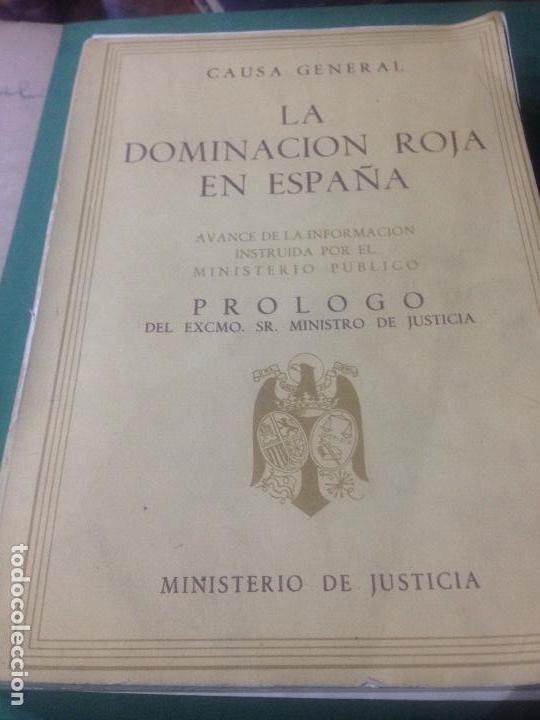 CAUSA GENERAL
LA
DOMINACION ROJA
EN ESPAÑA
AVANCE DE LA INFORMACION
INSTRUIDA POR EL
MINISTERIO PUBLICO
PROLOGO
DEL EXCMO. SR. MINISTRO DE JUSTICIA
MINISTERIO DE JUSTICIA
todocoleccion.net